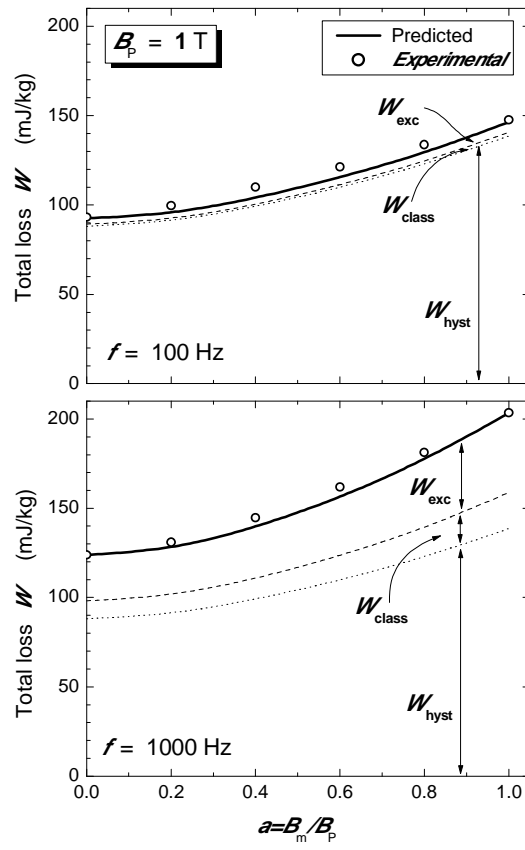 200
150
100
50
0
Total loss W (mJ/kg)
B_P = 1 T
Predicted
Experimental
W_exc
W_class
W_hyst
f = 100 Hz
200
150
100
50
0
Total loss W (mJ/kg)
W_exc
W_class
W_hyst
f = 1000 Hz
0.0 0.2 0.4 0.6 0.8 1.0
a=B_m/B_P